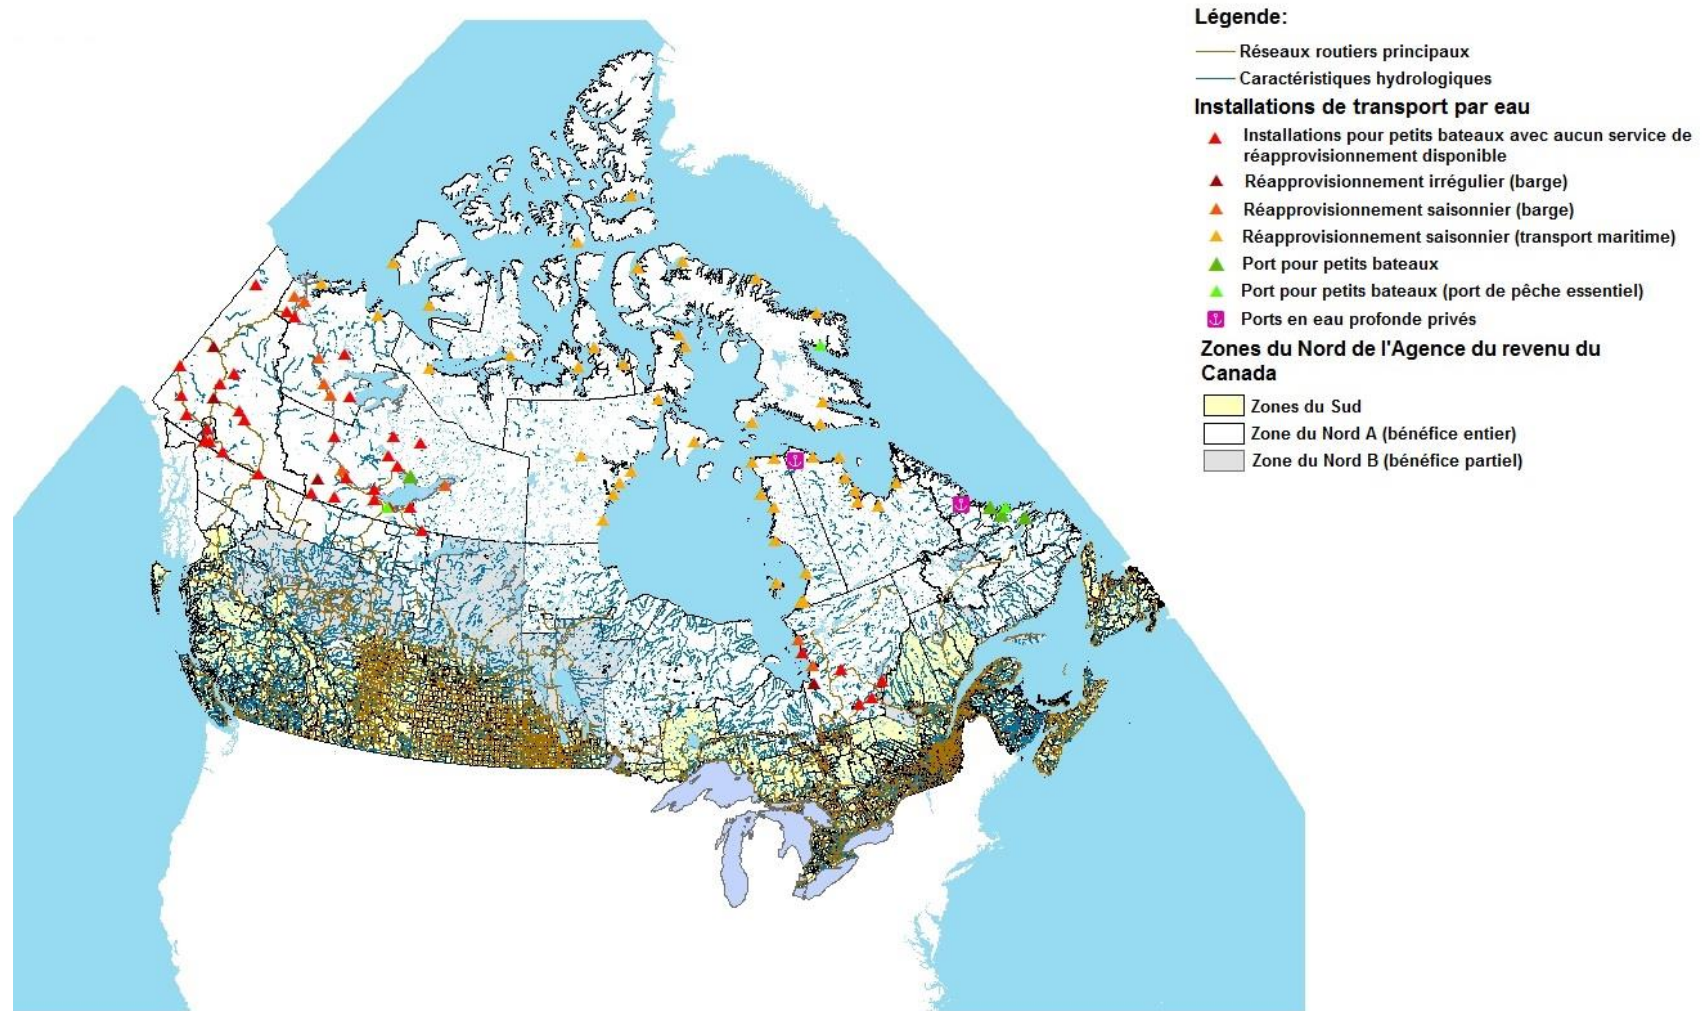 Légende:
Réseaux routiers principaux
Caractéristiques hydrologiques
Installations de transport par eau
Installations pour petits bateaux avec aucun service de
réapprovisionnement disponible
Réapprovisionnement irrégulier (barge)
Réapprovisionnement saisonnier (barge)
Réapprovisionnement saisonnier (transport maritime)
Port pour petits bateaux
Port pour petits bateaux (port de pêche essentiel)
Ports en eau profonde privés
Zones du Nord de l'Agence du revenu du
Canada
Zones du Sud
Zone du Nord A (bénéfice entier)
Zone du Nord B (bénéfice partiel)